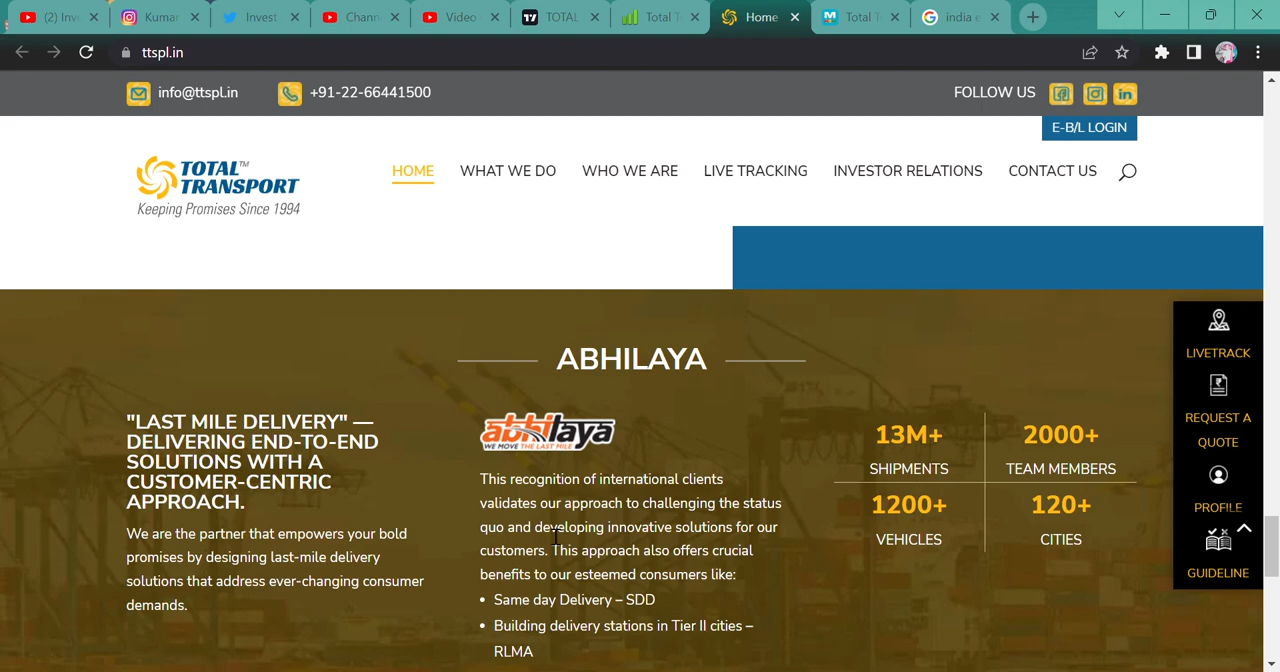 (2) Inv
Kumar
Invest
Chann
Video
TOTAL
Total T
Home
Total T
india e
ttspl.in
info@ttspl.in
+91-22-66441500
FOLLOW US
E-B/L LOGIN
TOTAL™
TRANSPORT
Keeping Promises Since 1994
HOME
WHAT WE DO
WHO WE ARE
LIVE TRACKING
INVESTOR RELATIONS
CONTACT US
ABHILAYA
"LAST MILE DELIVERY" —
DELIVERING END-TO-END
SOLUTIONS WITH A
CUSTOMER-CENTRIC
APPROACH.
We are the partner that empowers your bold
promises by designing last-mile delivery
solutions that address ever-changing consumer
demands.
abhilaya
WE MOVE THE LAST MILE
This recognition of international clients
validates our approach to challenging the status
quo and developing innovative solutions for our
customers. This approach also offers crucial
benefits to our esteemed consumers like:
• Same day Delivery – SDD
• Building delivery stations in Tier II cities –
RLMA
13M+
SHIPMENTS
2000+
TEAM MEMBERS
1200+
VEHICLES
120+
CITIES
LIVETRACK
REQUEST A
QUOTE
PROFILE
GUIDELINE